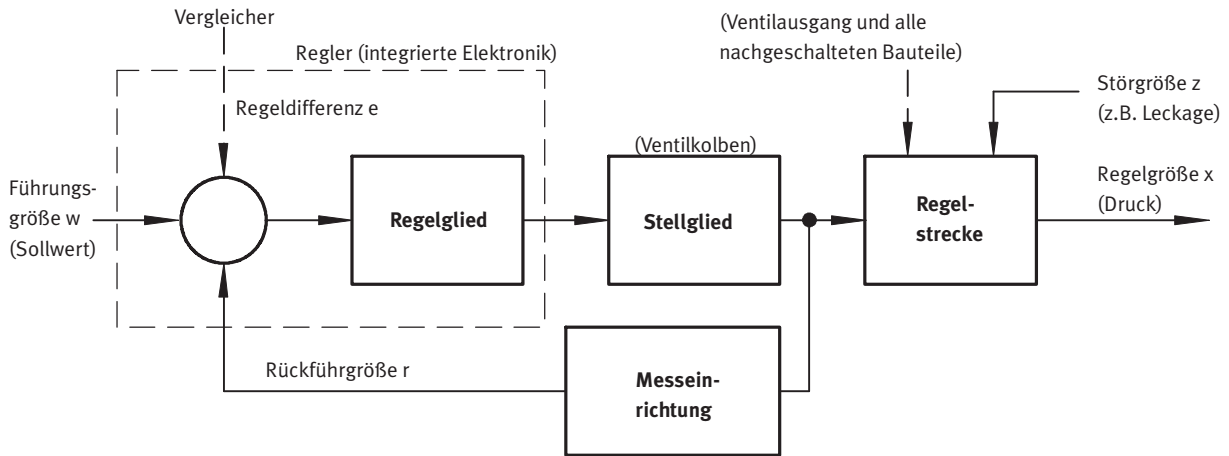 Vergleicher
Regler (integrierte Elektronik)
(Ventilausgang und alle
nachgeschalteten Bauteile)
Störgröße z
(z.B. Leckage)
Regeldifferenz e
(Ventilkolben)
Führungs-
größe w
(Sollwert)
Regelglied
Stellglied
Regel-
strecke
Regelgröße x
(Druck)
Rückführgröße r
Messein-
richtung